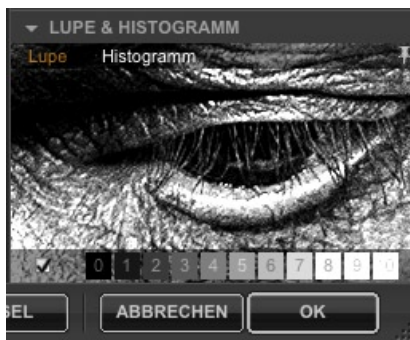 LUPE & HISTOGRAMM
Lupe Histogramm
0 1 2 3 4 5 6 7 8 9 10
SEL ABBRECHEN OK